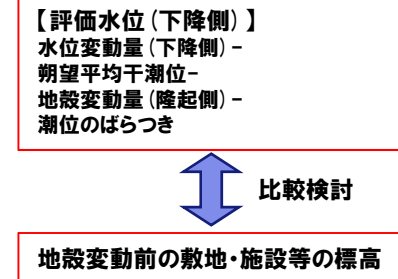 【評価水位(下降側)】
水位変動量(下降側)－
朔望平均干潮位－
地殻変動量(隆起側)－
潮位のばらつき
比較検討
地殻変動前の敷地・施設等の標高